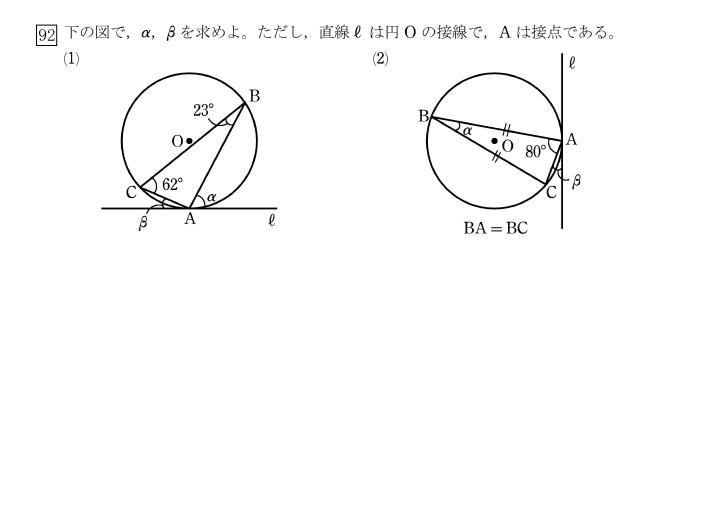 92 下の図で，α，β を求めよ。ただし，直線 ℓ は円 O の接線で，A は接点である。
(1)
B
23°
O
C
62°
α
β
A
ℓ
(2)
ℓ
B
α
O
80°
A
C
β
BA＝BC